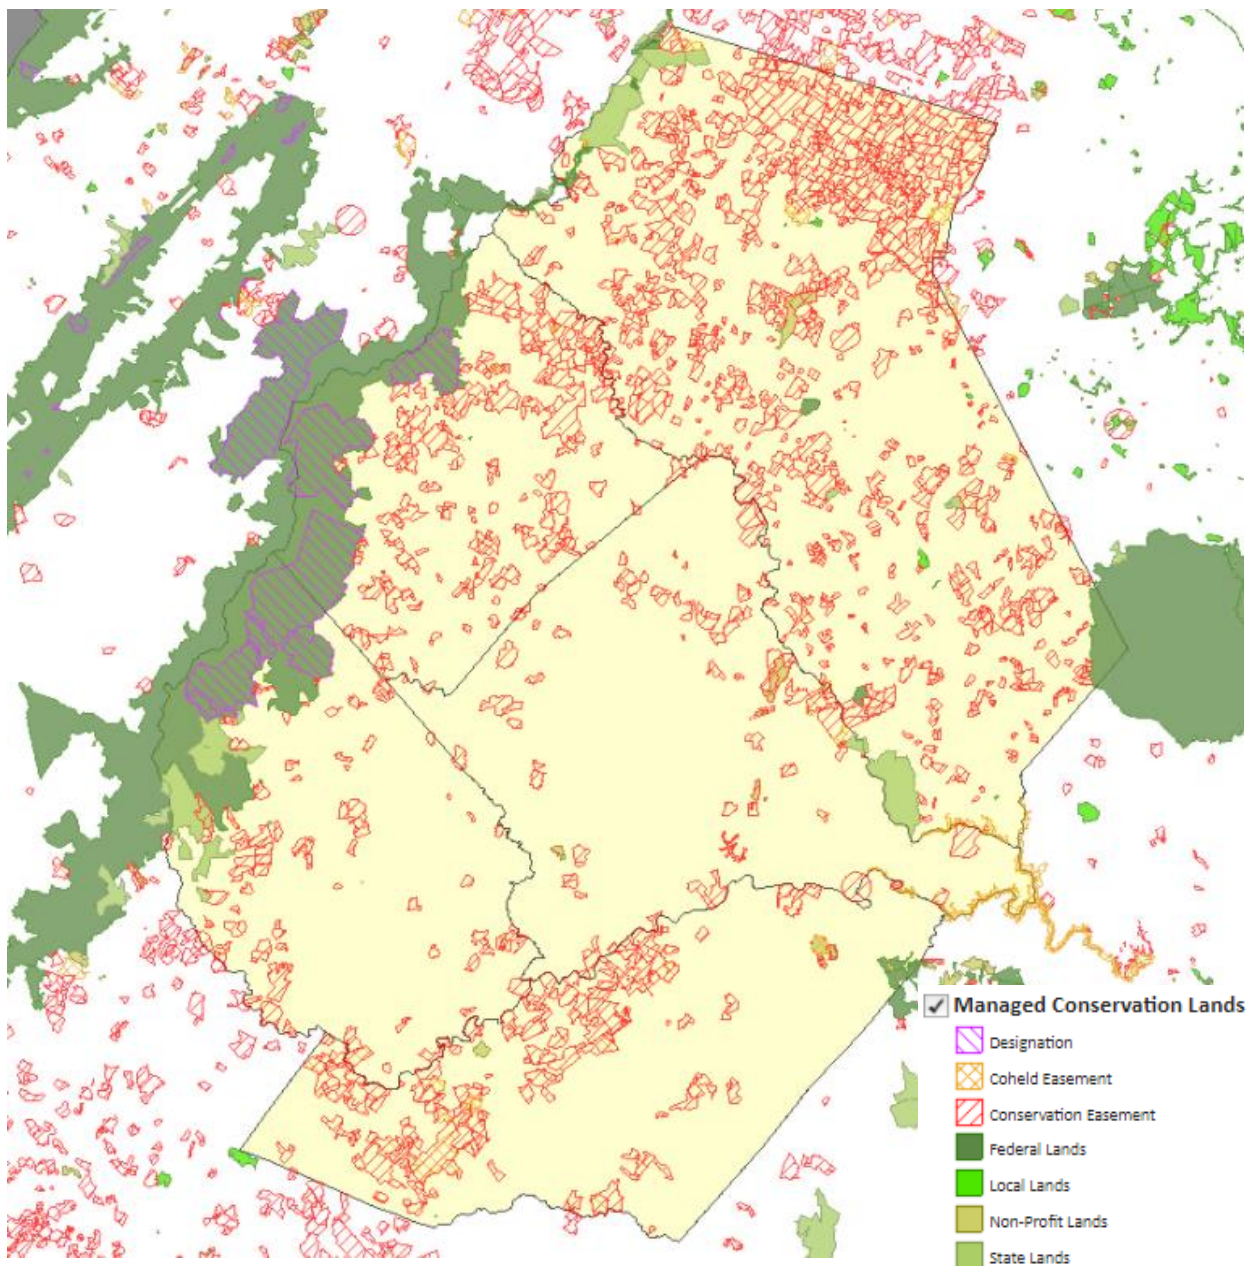 Managed Conservation Lands
Designation
Coheld Easement
Conservation Easement
Federal Lands
Local Lands
Non-Profit Lands
State Lands